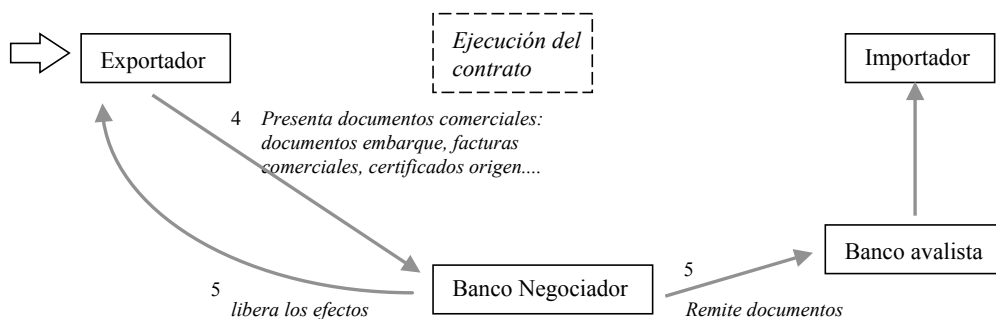 Exportador
Ejecución del
contrato
Importador
4 Presenta documentos comerciales:
documentos embarque, facturas
comerciales, certificados origen....
Banco avalista
5
libera los efectos
Banco Negociador
5
Remite documentos